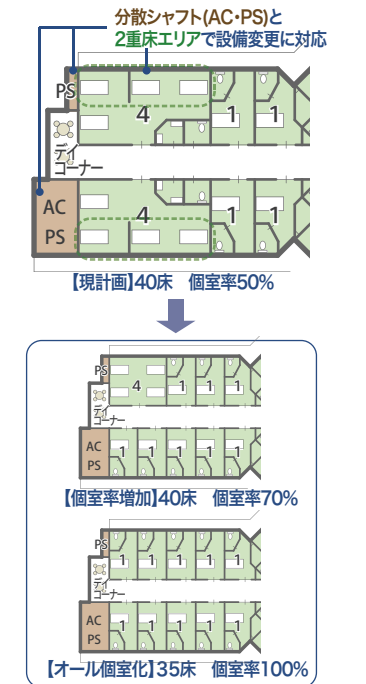 分散シャフト(AC・PS)と
2重床エリアで設備変更に対応
PS
4 1 1
デイ
コーナー
AC
PS
4 1 1
【現計画】40床 個室率50%
PS
4 1 1 1
デイ
コーナー
AC
PS
1 1 1 1 1
【個室率増加】40床 個室率70%
PS
1 1 1 1 1
デイ
コーナー
AC
PS
1 1 1 1 1
【オール個室化】35床 個室率100%